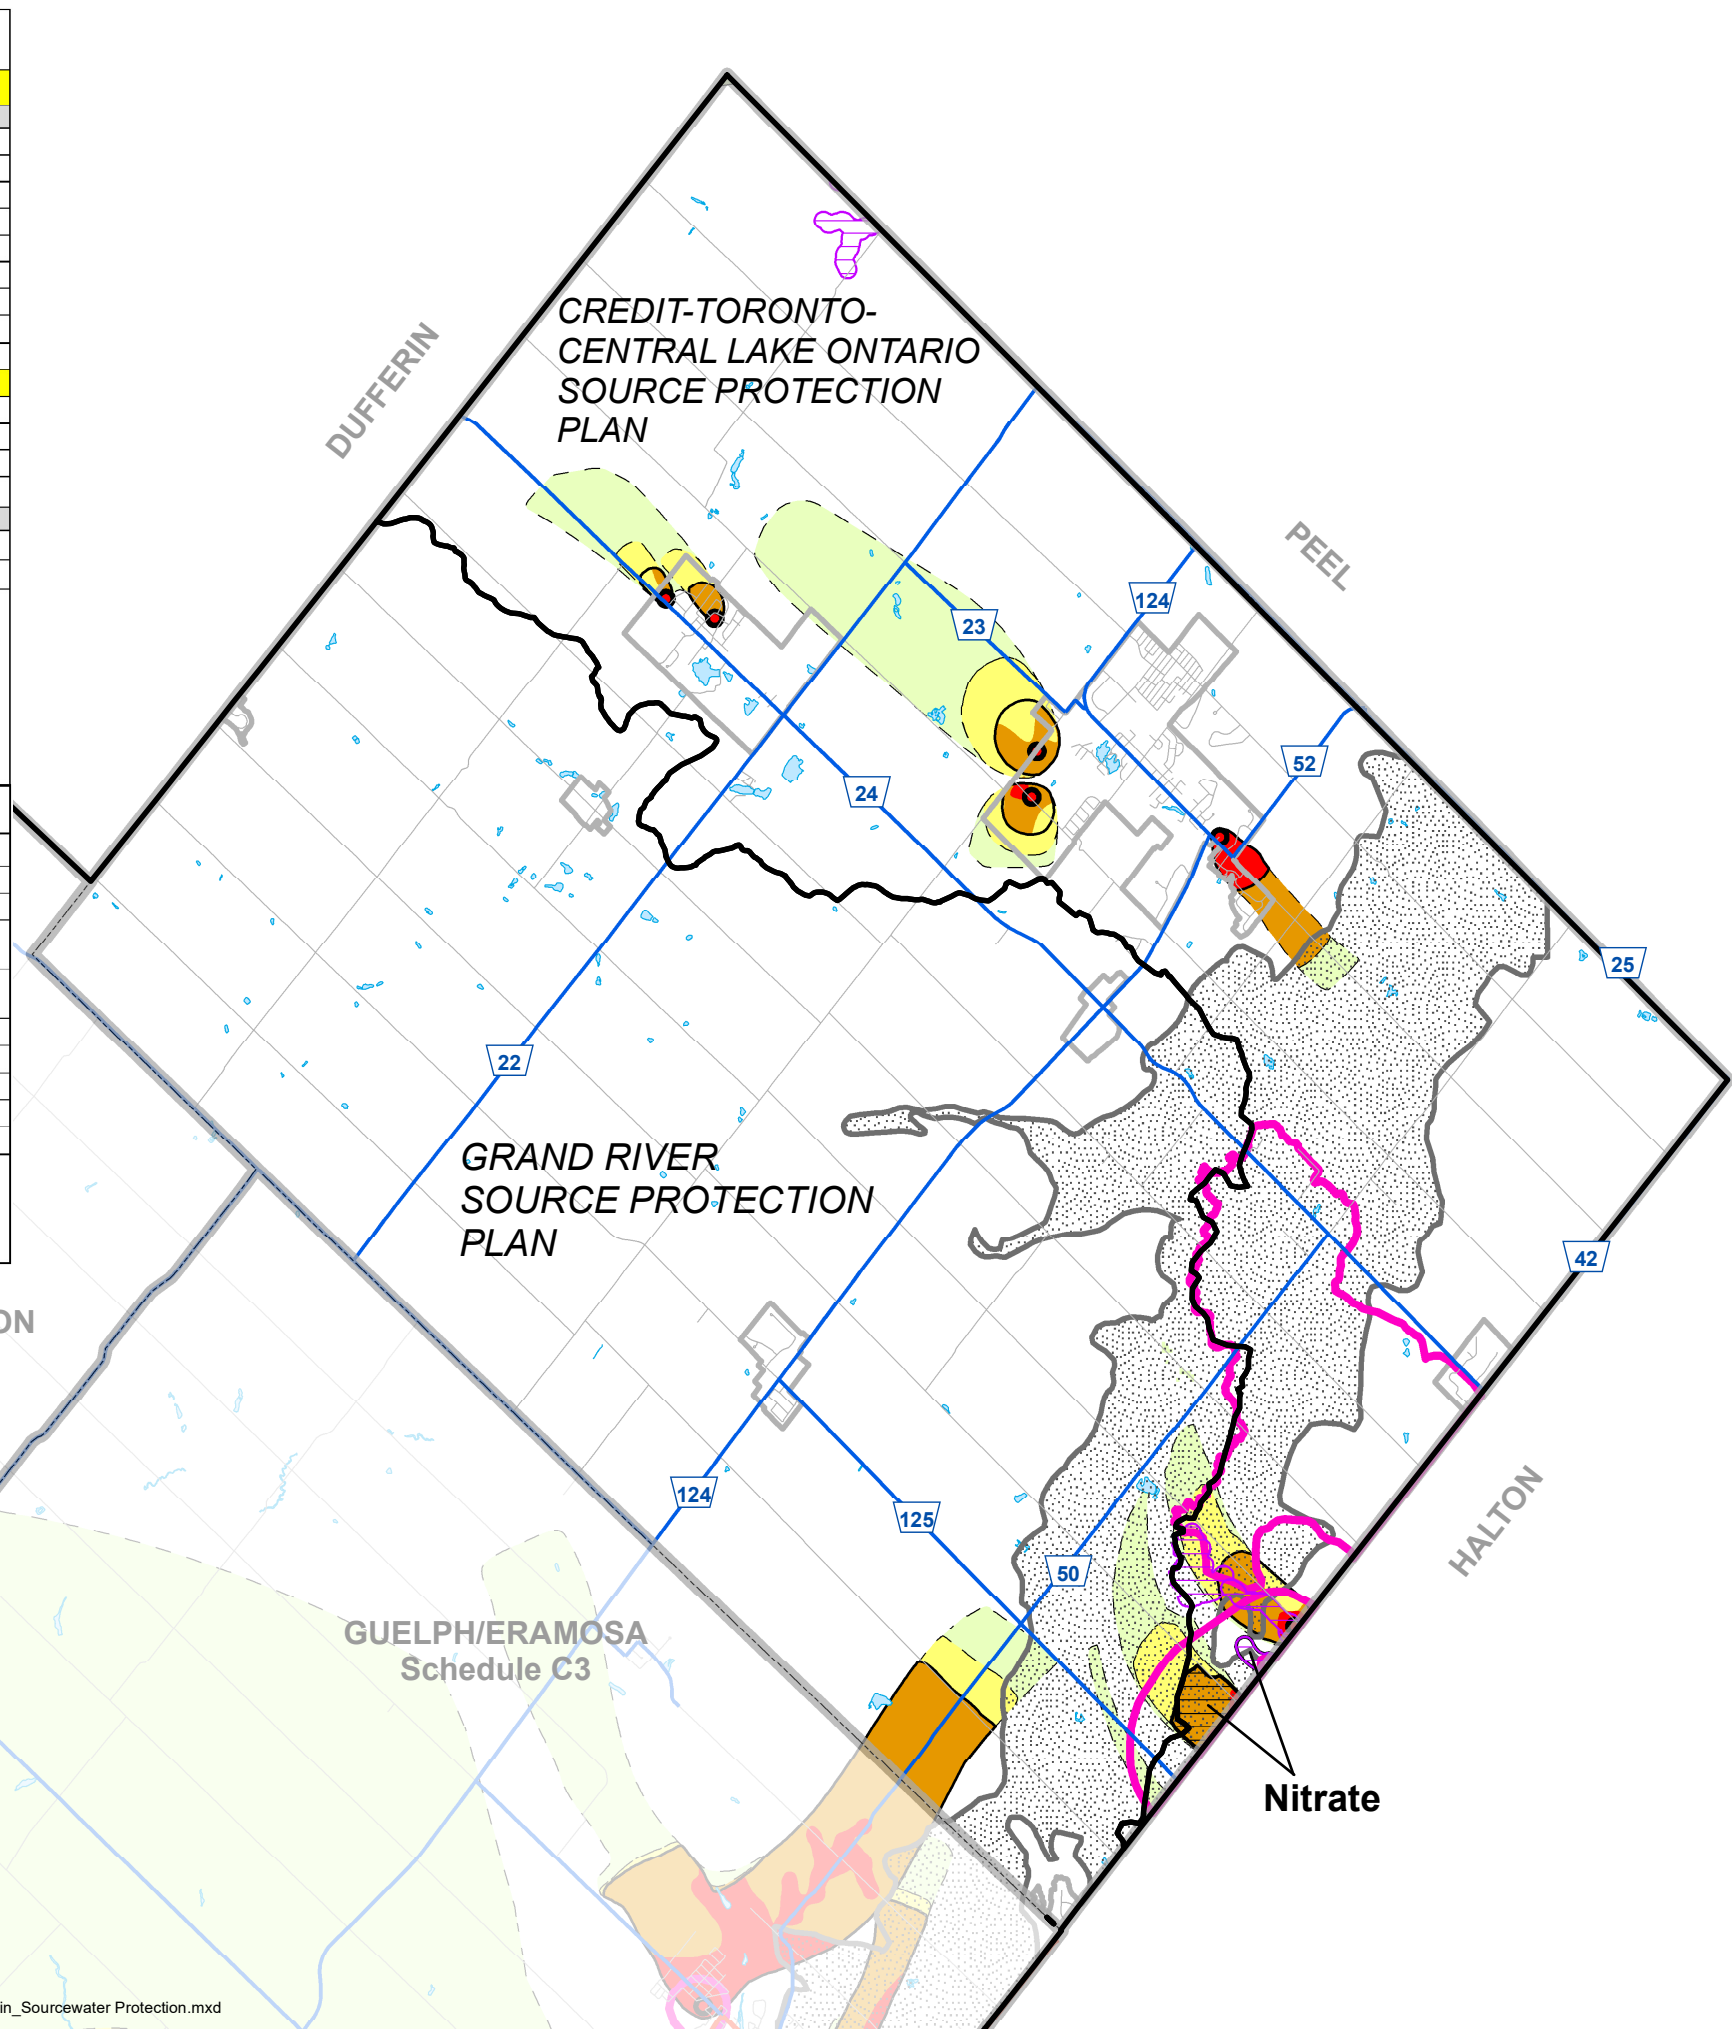 CREDIT-TORONTO-
CENTRAL LAKE ONTARIO
SOURCE PROTECTION
PLAN
DUFFERIN
PEEL
124
23
52
24
25
22
GRAND RIVER
SOURCE PROTECTION
PLAN
42
ON
124
125
HALTON
50
GUELPH/ERAMOSA
Schedule C3
Nitrate
in_Sourcewater Protection.mxd